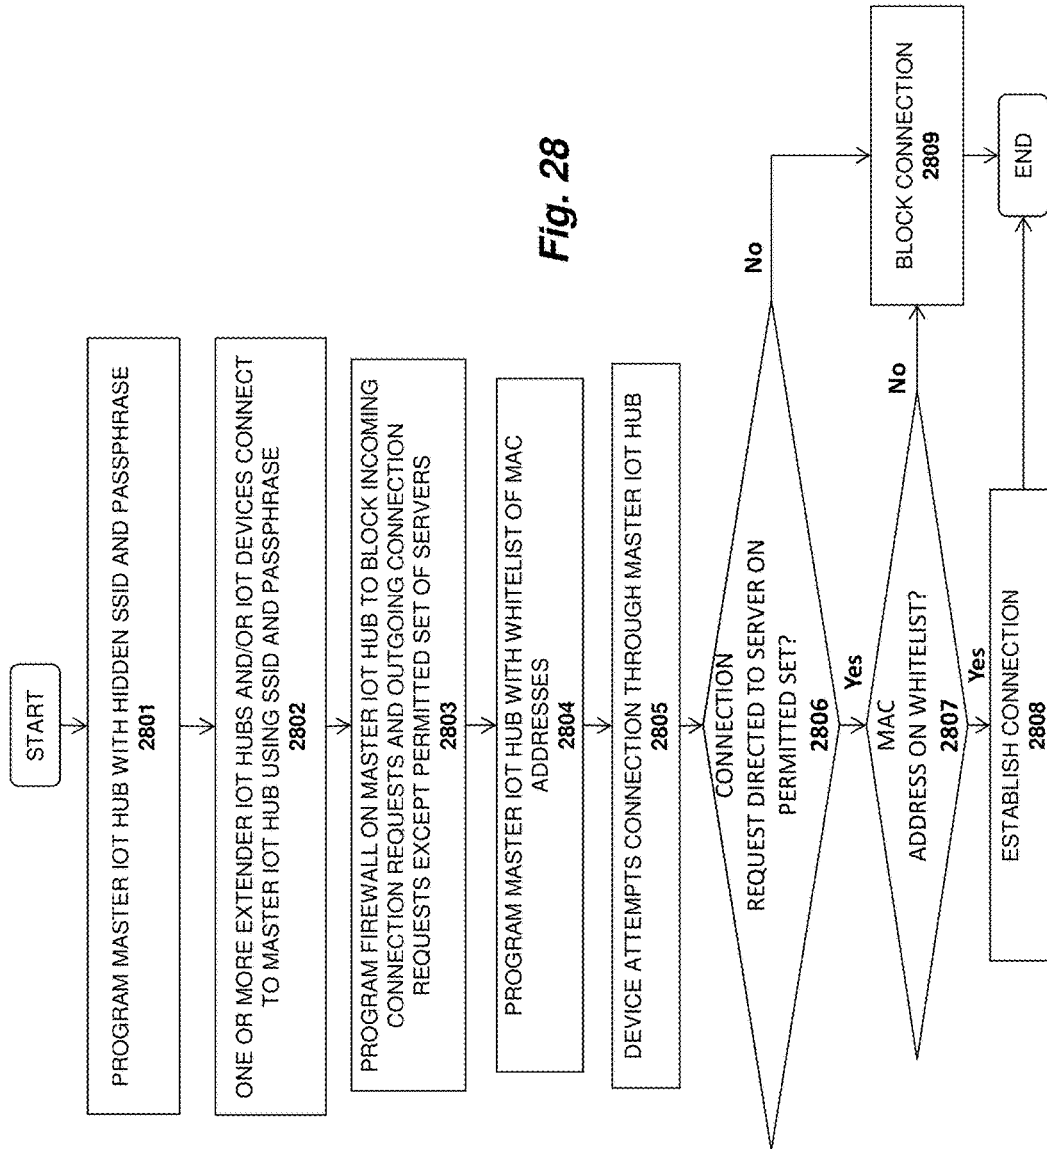 START
PROGRAM MASTER IOT HUB WITH HIDDEN SSID AND PASSPHRASE
2801
ONE OR MORE EXTENDER IOT HUBS AND/OR IOT DEVICES CONNECT
TO MASTER IOT HUB USING SSID AND PASSPHRASE
2802
PROGRAM FIREWALL ON MASTER IOT HUB TO BLOCK INCOMING
CONNECTION REQUESTS AND OUTGOING CONNECTION
REQUESTS EXCEPT PERMITTED SET OF SERVERS
2803
PROGRAM MASTER IOT HUB WITH WHITELIST OF MAC
ADDRESSES
2804
DEVICE ATTEMPTS CONNECTION THROUGH MASTER IOT HUB
2805
CONNECTION
REQUEST DIRECTED TO SERVER ON
PERMITTED SET?
2806
No
Yes
MAC
ADDRESS ON WHITELIST?
2807
No
Yes
ESTABLISH CONNECTION
2808
BLOCK CONNECTION
2809
END
Fig. 28